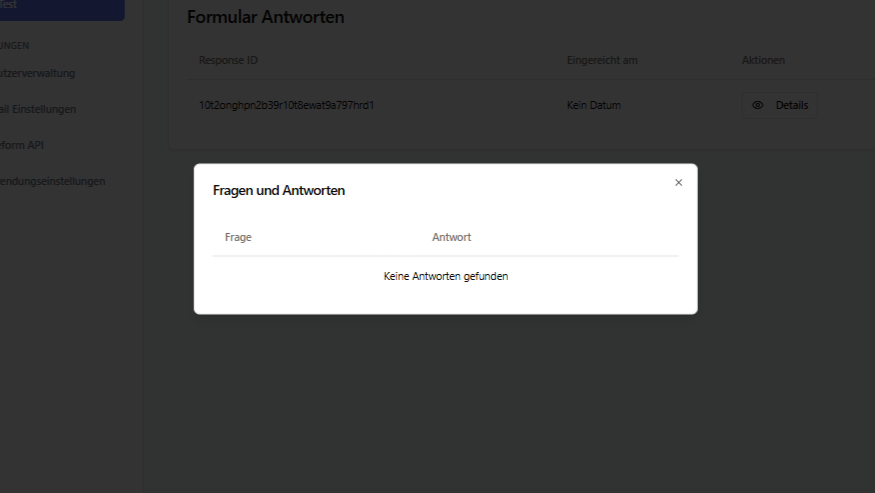 Test
Formular Antworten
UNGEN
Response ID
Eingereicht am
Aktionen
utzerverwaltung
10t2onghpn2b39r10t8ewat9a797hrd1
Kein Datum
Details
ail Einstellungen
eform API
endungseinstellungen
Fragen und Antworten
×
Frage
Antwort
Keine Antworten gefunden